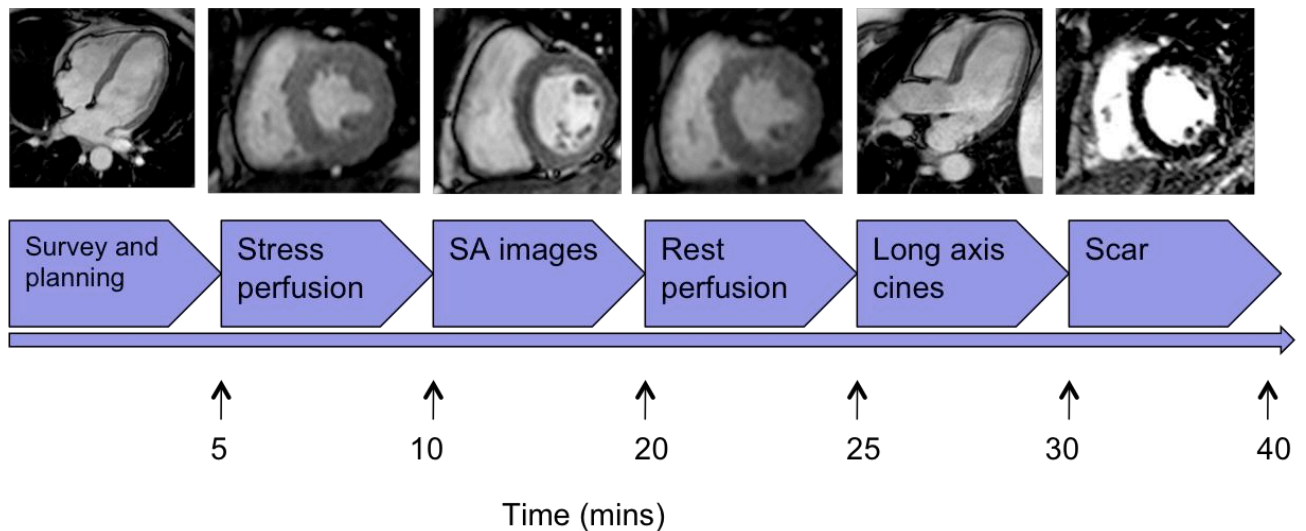 Survey and
planning
Stress
perfusion
SA images
Rest
perfusion
Long axis
cines
Scar
5
10
20
25
30
40
Time (mins)